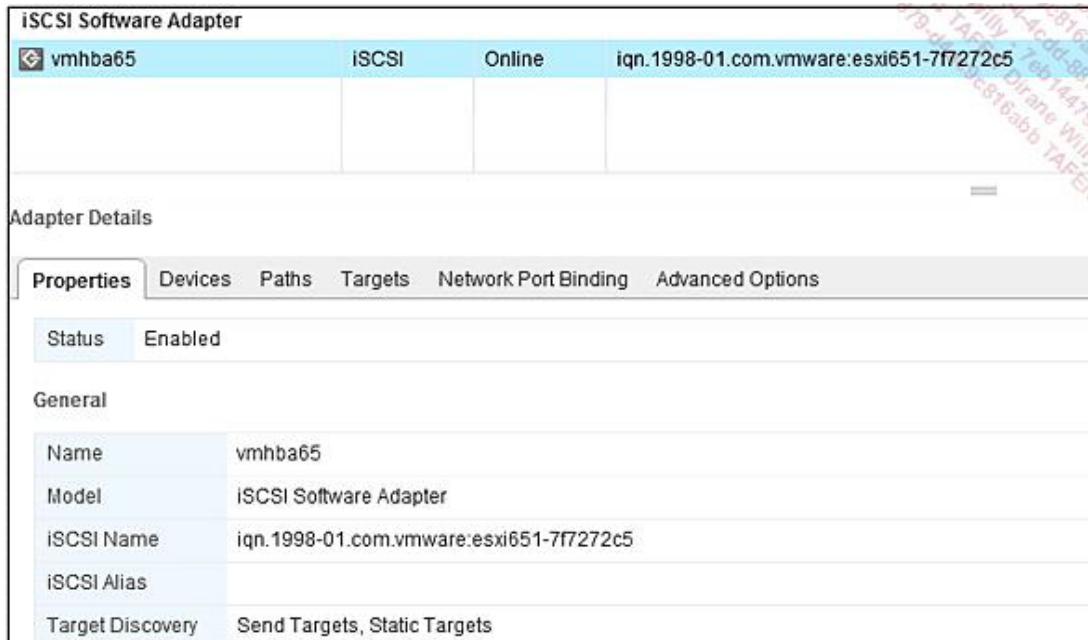 iSCSI Software Adapter
vmhba65 iSCSI Online iqn.1998-01.com.vmware:esxi651-7f7272c5
Adapter Details
Properties Devices Paths Targets Network Port Binding Advanced Options
Status Enabled
General
Name vmhba65
Model iSCSI Software Adapter
iSCSI Name iqn.1998-01.com.vmware:esxi651-7f7272c5
iSCSI Alias
Target Discovery Send Targets, Static Targets